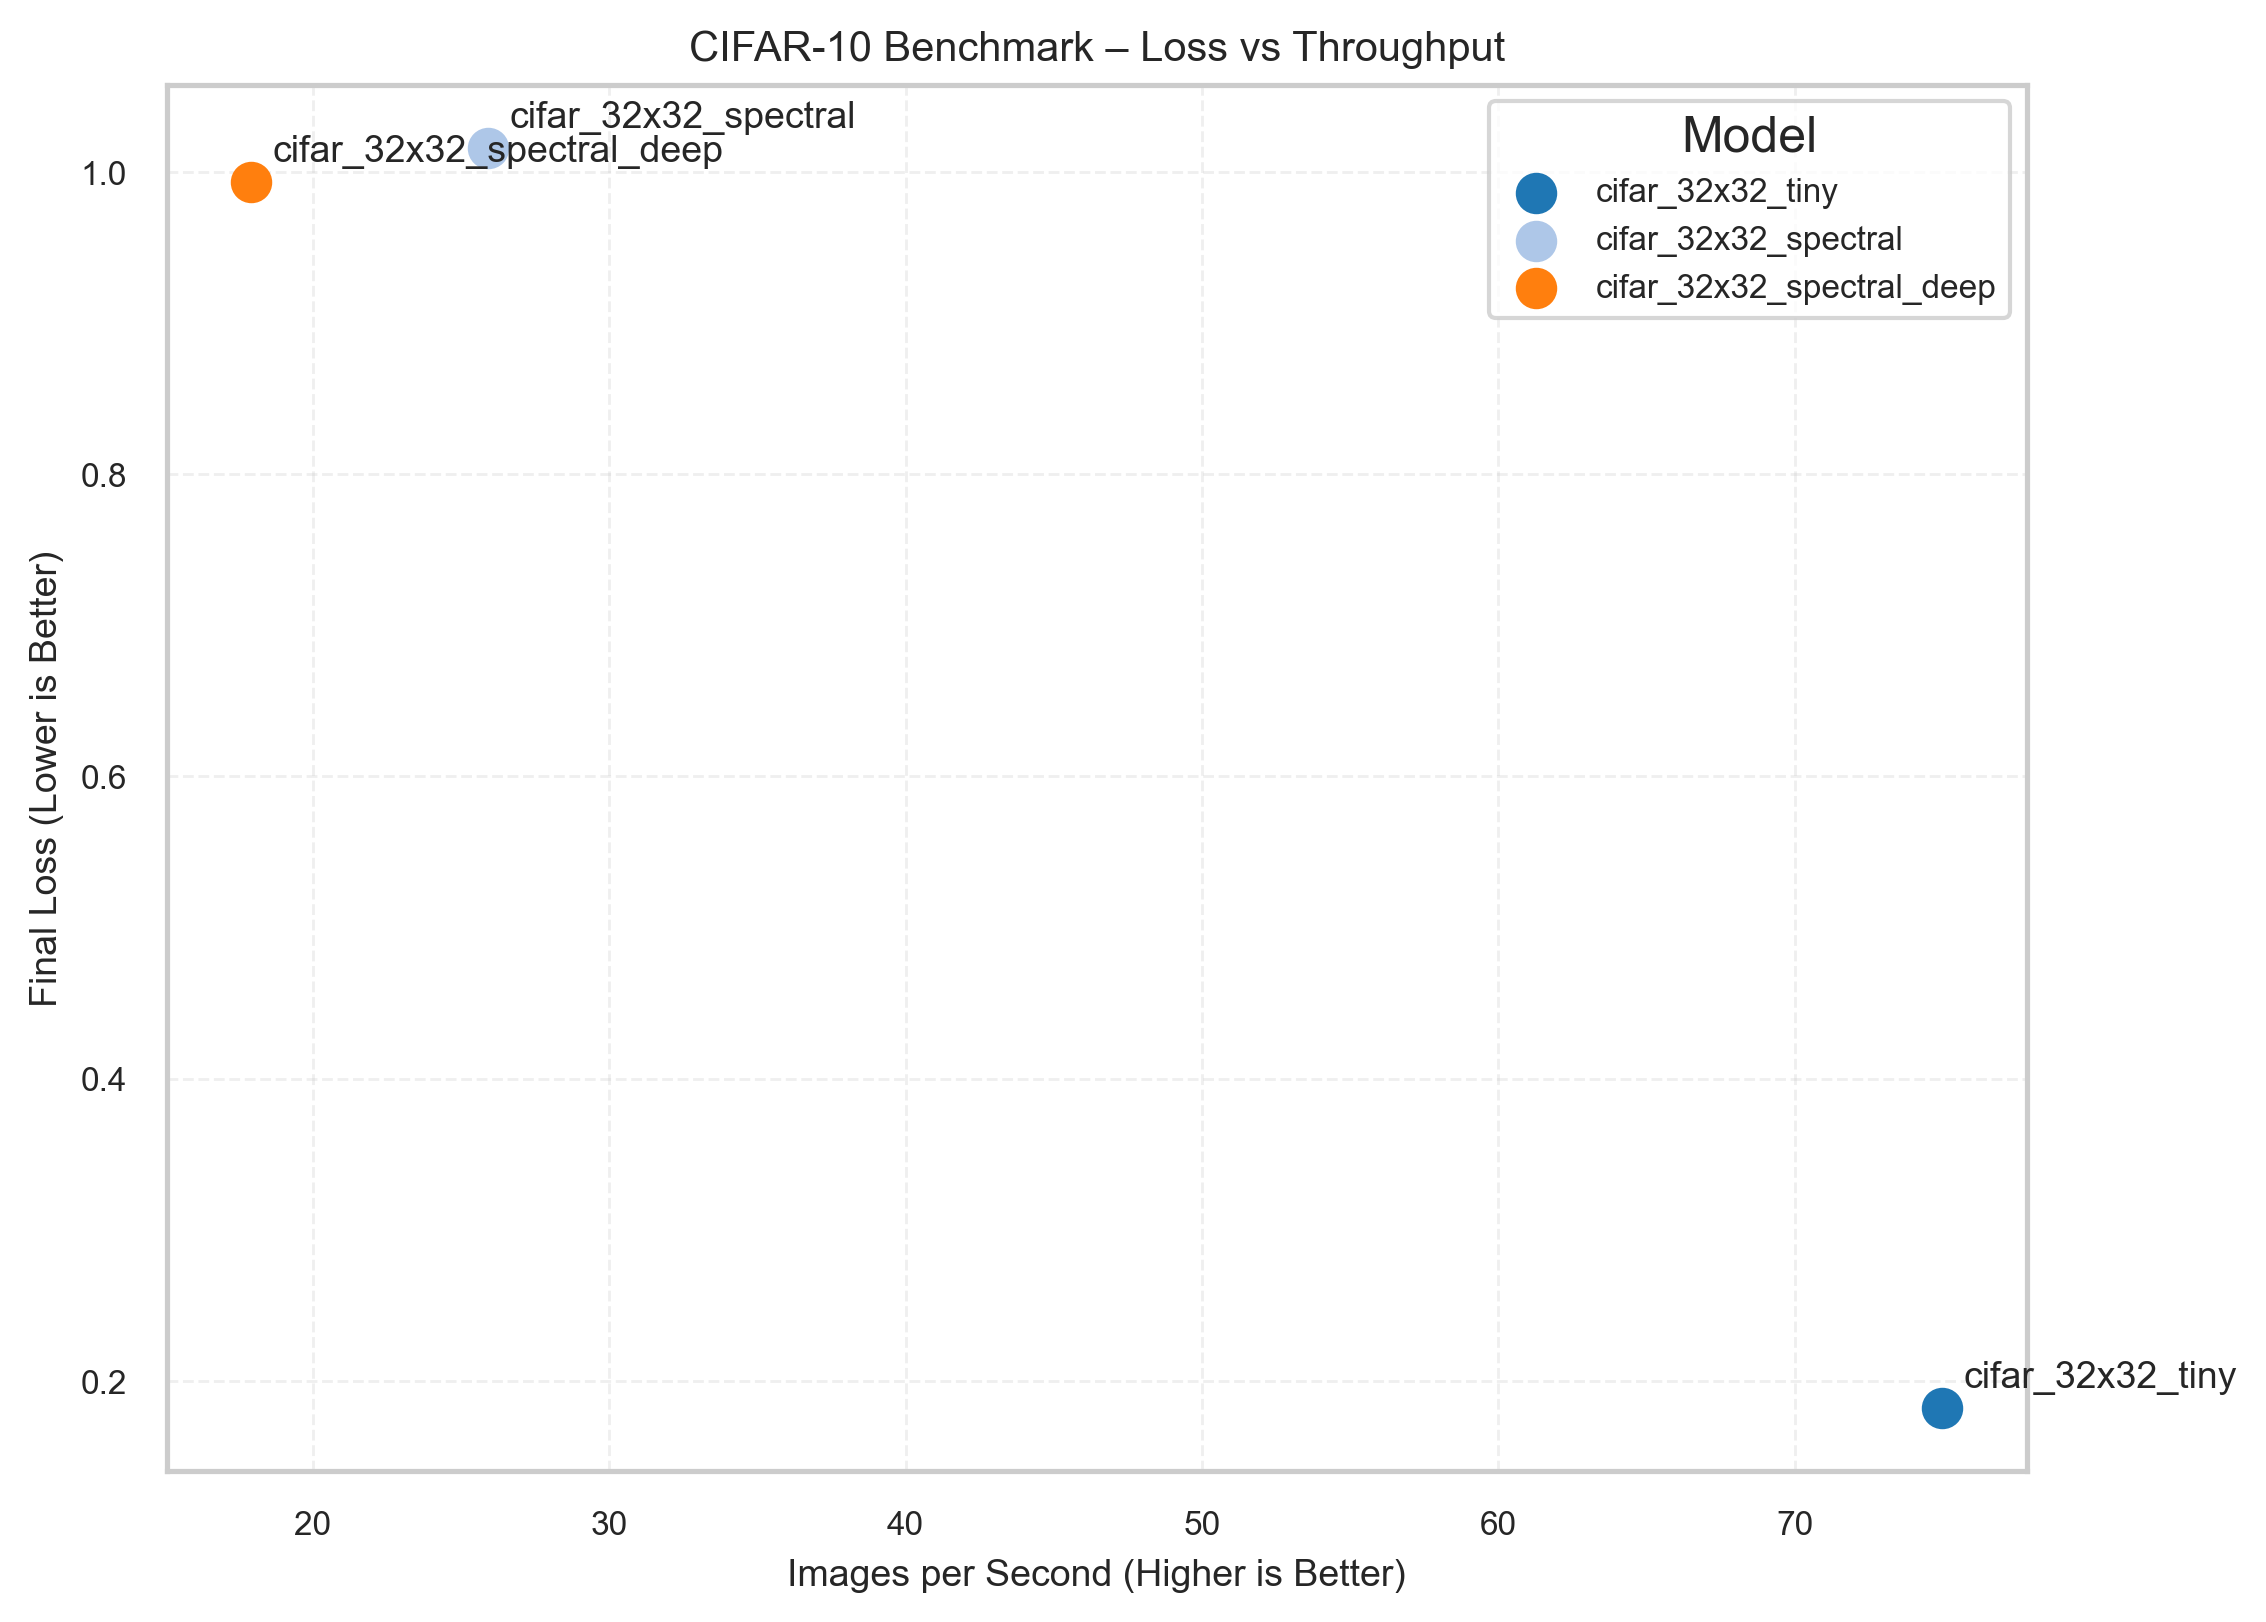 CIFAR-10 Benchmark – Loss vs Throughput
cifar_32x32_spectral
cifar_32x32_spectral_deep
Model
cifar_32x32_tiny
cifar_32x32_spectral
cifar_32x32_spectral_deep
1.0
0.8
0.6
0.4
0.2
Final Loss (Lower is Better)
cifar_32x32_tiny
20
30
40
50
60
70
Images per Second (Higher is Better)